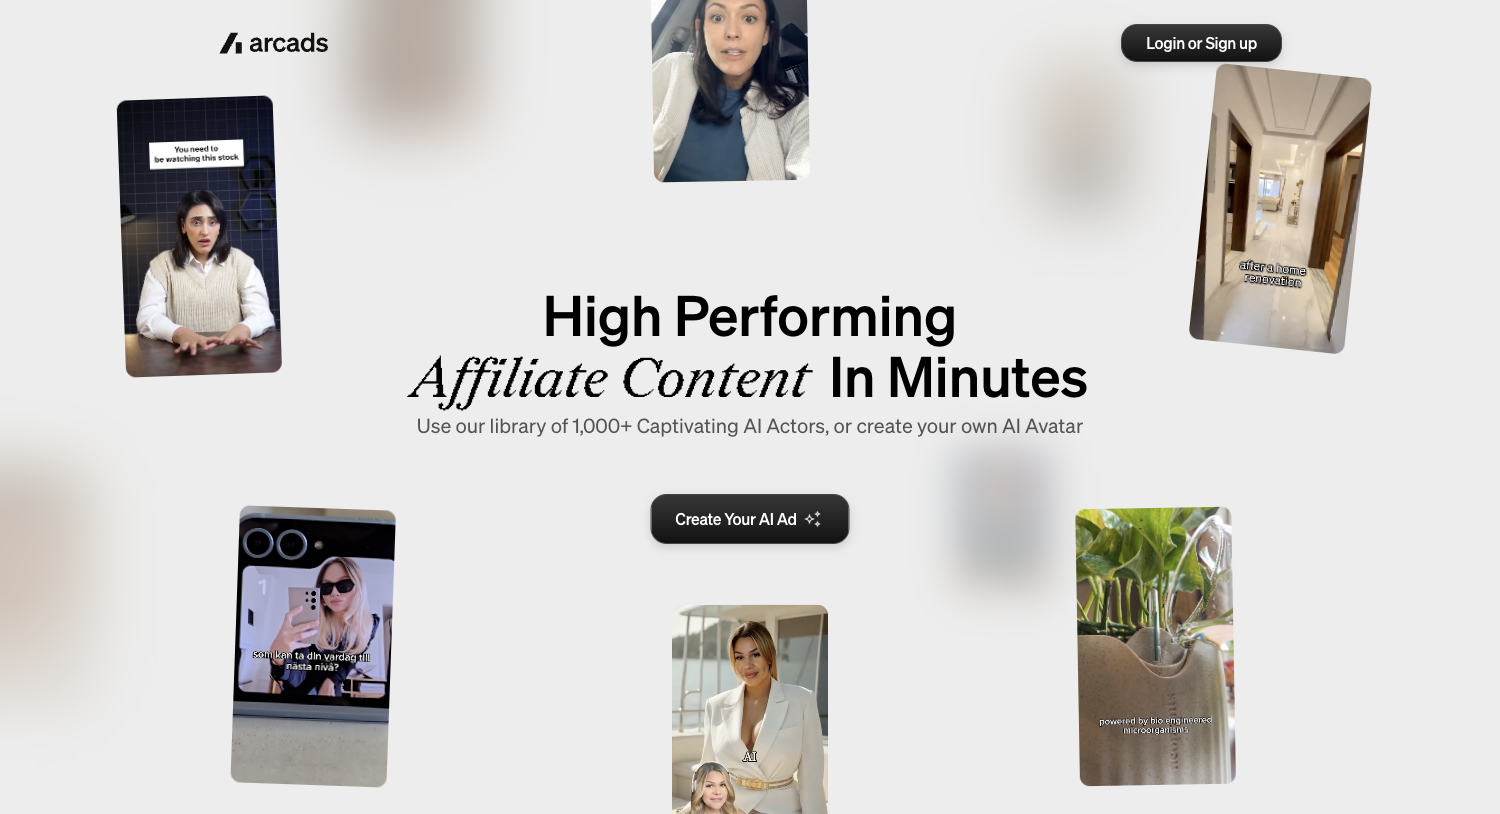 arcads
Login or Sign up
You need to
be watching this stock
after a home
renovation
High Performing
Affiliate Content In Minutes
Use our library of 1,000+ Captivating AI Actors, or create your own AI Avatar
Create Your AI Ad
1
som kan ta din vardag till
nästa nivå?
AI
powered by bio engineered
microorganisms